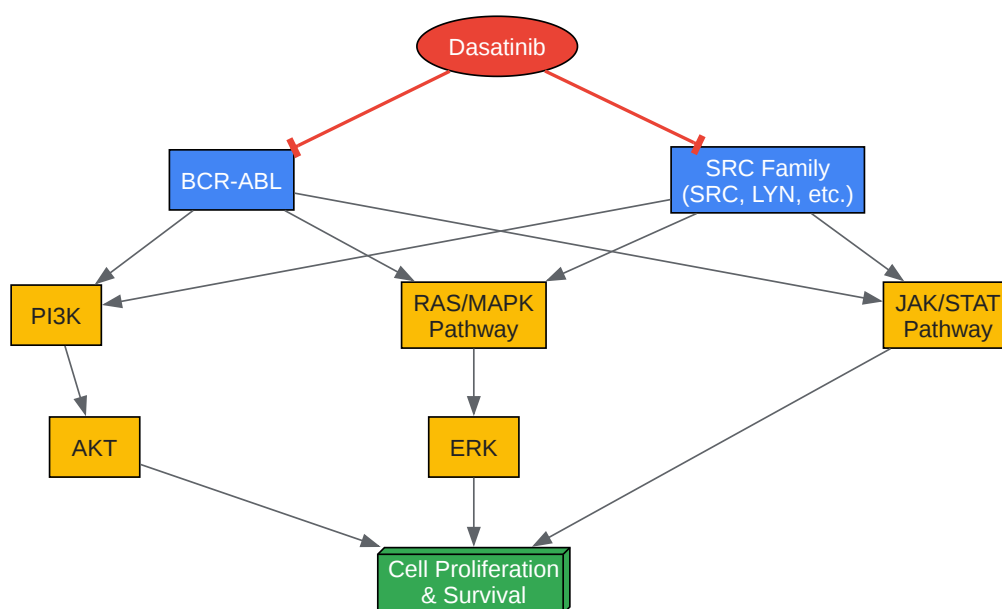 Dasatinib
BCR-ABL
SRC Family
(SRC, LYN, etc.)
PI3K
RAS/MAPK
Pathway
JAK/STAT
Pathway
AKT
ERK
Cell Proliferation
& Survival